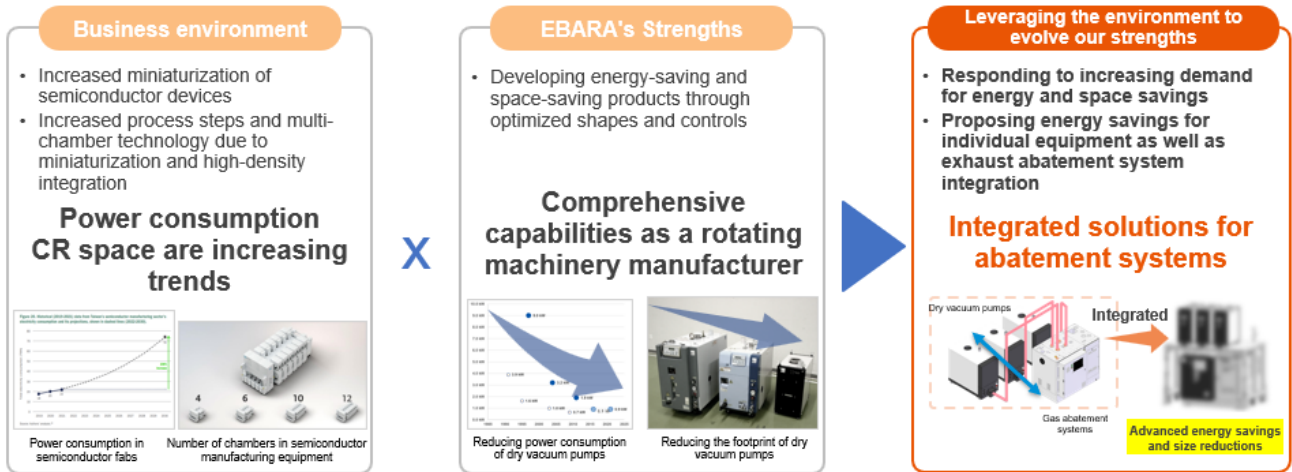 Business environment
• Increased miniaturization of
semiconductor devices
• Increased process steps and multi-
chamber technology due to
miniaturization and high-density
integration
Power consumption
CR space are increasing
trends
4
6
10
12
Power consumption in
semiconductor fabs
Number of chambers in semiconductor
manufacturing equipment
X
EBARA's Strengths
• Developing energy-saving and
space-saving products through
optimized shapes and controls
Comprehensive
capabilities as a rotating
machinery manufacturer
Reducing power consumption
of dry vacuum pumps
Reducing the footprint of dry
vacuum pumps
Leveraging the environment to
evolve our strengths
• Responding to increasing demand
for energy and space savings
• Proposing energy savings for
individual equipment as well as
exhaust abatement system
integration
Integrated solutions for
abatement systems
Dry vacuum pumps
Integrated
Gas abatement
systems
Advanced energy savings
and size reductions